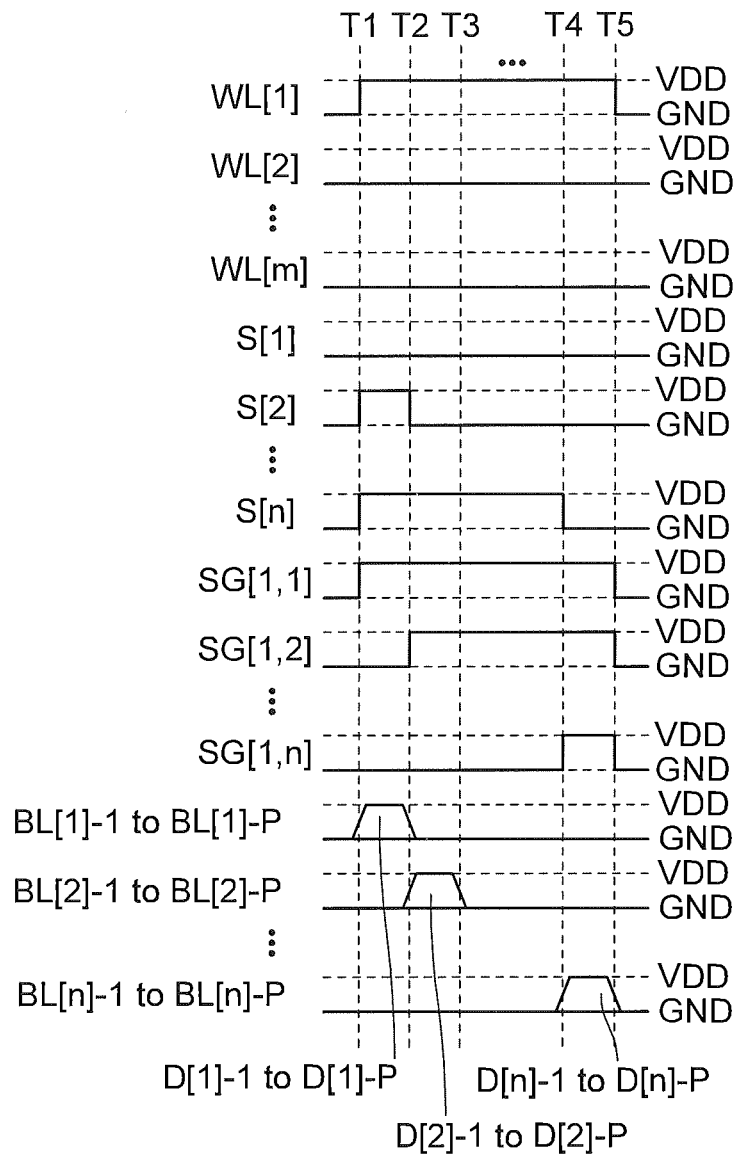 T1 T2 T3 ... T4 T5
WL[1] VDD GND
WL[2] VDD GND
WL[m] VDD GND
S[1] VDD GND
S[2] VDD GND
S[n] VDD GND
SG[1,1] VDD GND
SG[1,2] VDD GND
SG[1,n] VDD GND
BL[1]-1 to BL[1]-P VDD GND
BL[2]-1 to BL[2]-P VDD GND
BL[n]-1 to BL[n]-P VDD GND
D[1]-1 to D[1]-P D[n]-1 to D[n]-P
D[2]-1 to D[2]-P